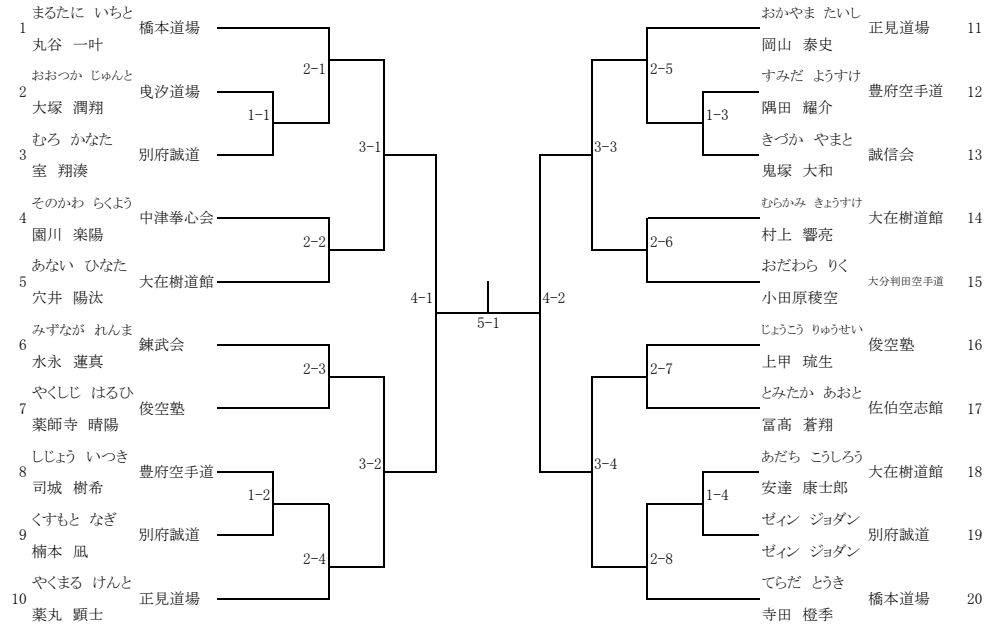 まるたに いちと
1 橋本道場
丸谷 一叶
2-1
おおつか じゅんと
2 曵汐道場
大塚 潤翔
1-1
むろ かなた
3 別府誠道
室 翔湊
3-1
そのかわ らくよう
4 中津拳心会
園川 楽陽
2-2
あない ひなた
5 大在樹道館
穴井 陽汰
4-1
みずなが れんま
6 錬武会
水永 蓮真
2-3
やくしじ はるひ
7 俊空塾
薬師寺 晴陽
3-2
しじょう いつき
8 豊府空手道
司城 樹希
1-2
くすもと なぎ
9 別府誠道
楠本 凪
2-4
やくまる けんと
10 正見道場
薬丸 顕士
5-1
おかやま たいし
正見道場 11
岡山 泰史
2-5
すみだ ようすけ
豊府空手道 12
隅田 耀介
1-3
きづか やまと
誠信会 13
鬼塚 大和
3-3
むらかみ きょうすけ
大在樹道館 14
村上 響亮
2-6
おだわら りく
大分判田空手道 15
小田原稜空
4-2
じょうこう りゅうせい
俊空塾 16
上甲 琉生
2-7
とみたか あおと
佐伯空志館 17
冨髙 蒼翔
3-4
あだち こうしろう
大在樹道館 18
安達 康士郎
1-4
ゼィン ジョダン
別府誠道 19
ゼィン ジョダン
2-8
てらだ とうき
橋本道場 20
寺田 橙季